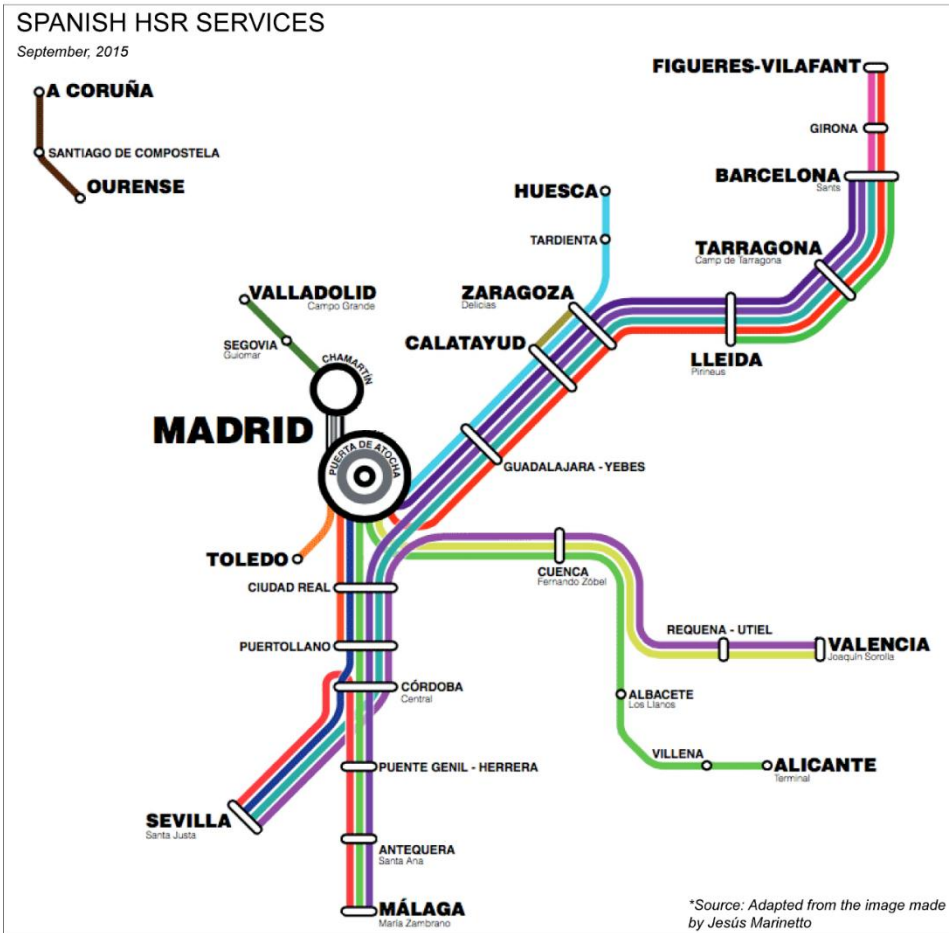 SPANISH HSR SERVICES
September, 2015
FIGUERES-VILAFANT
A CORUÑA
GIRONA
SANTIAGO DE COMPOSTELA
BARCELONA
Sants
OURENSE
HUESCA
TARDIENTA
TARRAGONA
Camp de Tarragona
VALLADOLID
Campo Grande
ZARAGOZA
Delicias
SEGOVIA
Guiomar
CALATAYUD
CHAMARTÍN
LLEIDA
Pirineus
MADRID
PUERTA DE ATOCHA
GUADALAJARA - YEBES
TOLEDO
CUENCA
Fernando Zóbel
CIUDAD REAL
REQUENA - UTIEL
PUERTOLLANO
VALENCIA
Joaquín Sorolla
CÓRDOBA
Central
ALBACETE
Los Llanos
VILLENA
PUENTE GENIL - HERRERA
ALICANTE
Terminal
SEVILLA
Santa Justa
ANTEQUERA
Santa Ana
MÁLAGA
María Zambrano
*Source: Adapted from the image made
by Jesús Marinetto